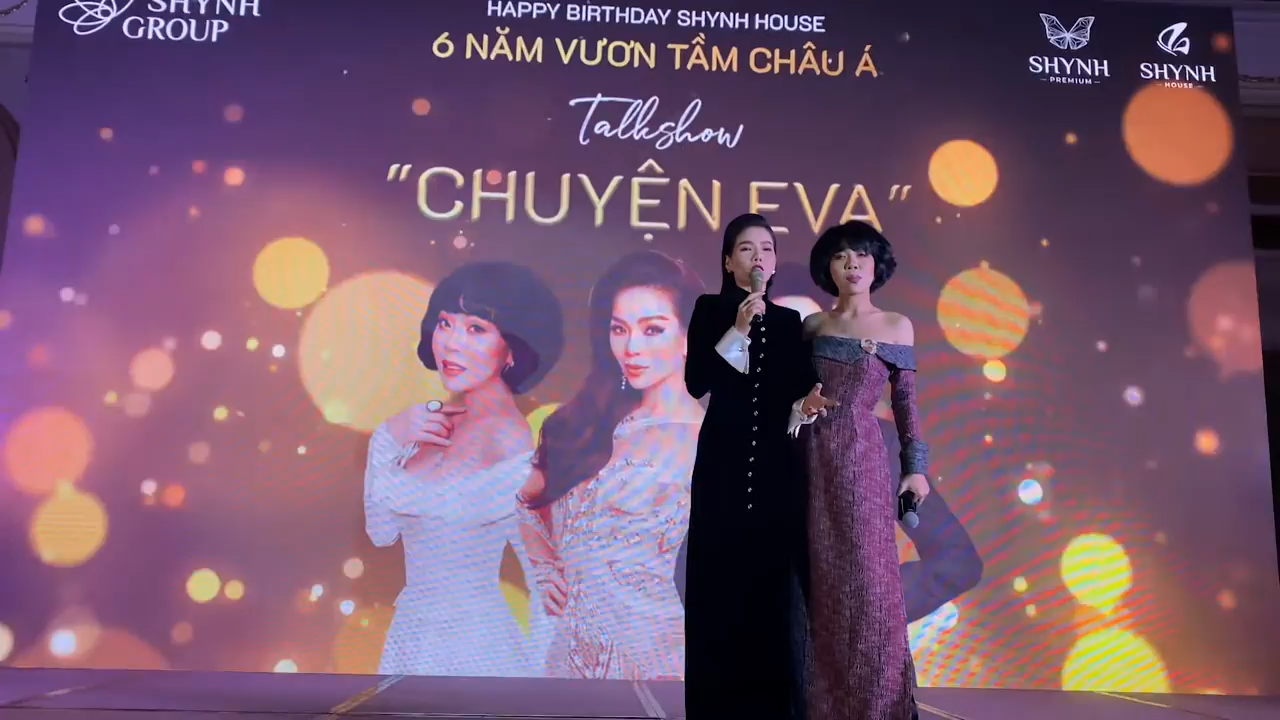 SHYNH
GROUP
HAPPY BIRTHDAY SHYNH HOUSE
6 NĂM VƯƠN TẦM CHÂU Á
Talkshow
"CHUYỆN EVA"
SHYNH
PREMIUM
SHYNH
HOUSE